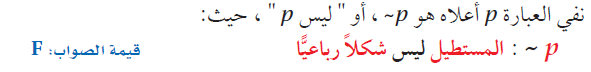 نفي العبارة p أعلاه هو p~ ، أو " ليس p " ، حيث:
p ~ : المستطيل ليس شكلاً رباعيًّا قيمة الصواب: F